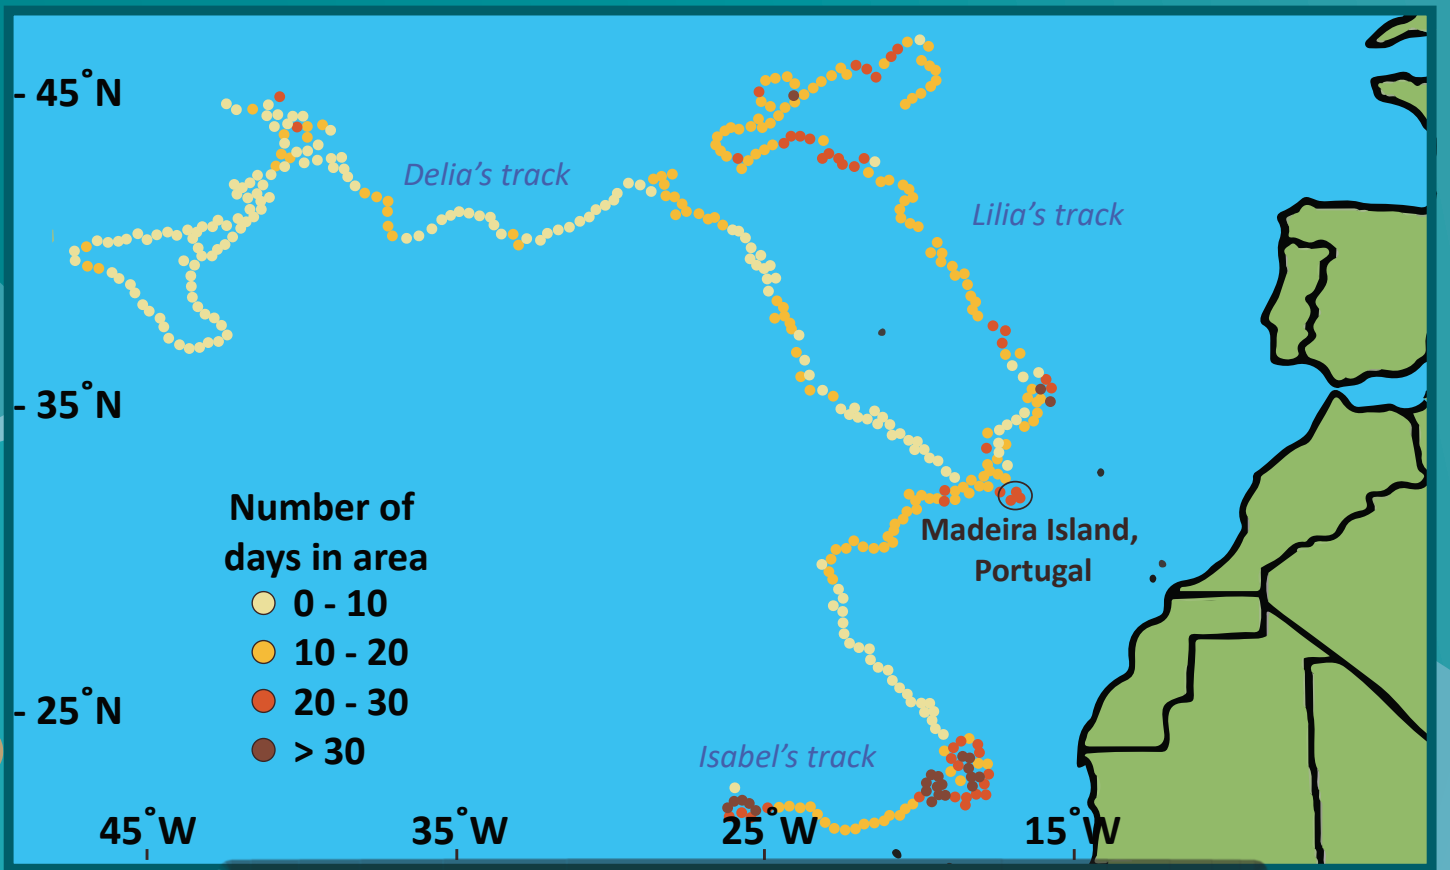 - 45°N
Delia's track
Lilia's track
- 35°N
Number of
days in area
0 - 10
10 - 20
20 - 30
> 30
Madeira Island,
Portugal
- 25°N
Isabel's track
45°W
35°W
25°W
15°W